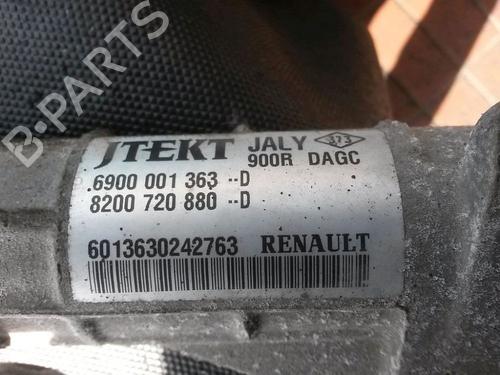 JTEKT JALY 373
900R DAGC
.6900 001 363 --D
8200 720 880 --D
6013630242763 RENAULT
B-PARTS